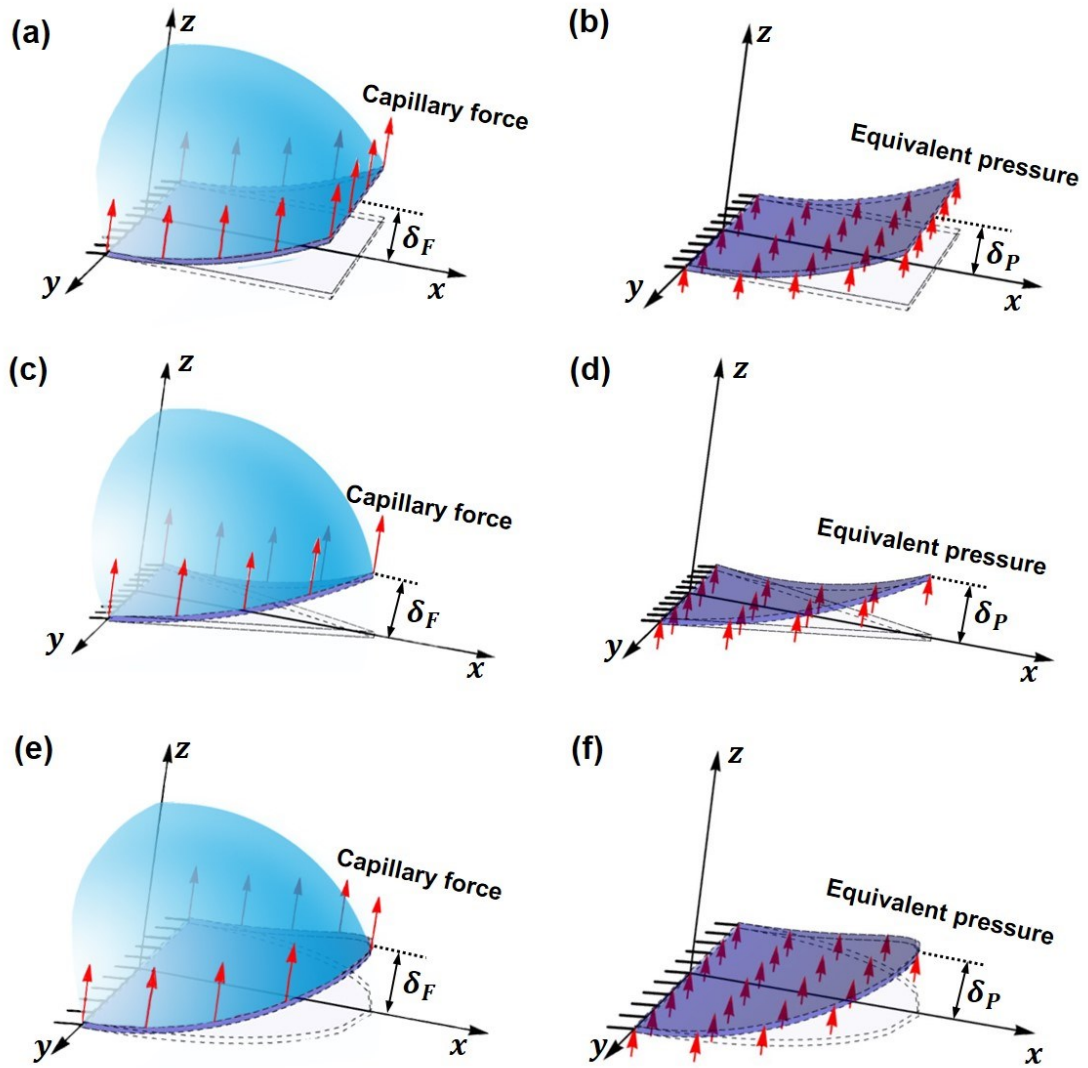 (a)
z
Capillary force
δF
y
x
(b)
z
Equivalent pressure
δP
y
x
(c)
z
Capillary force
δF
y
x
(d)
z
Equivalent pressure
δP
y
x
(e)
z
Capillary force
δF
y
x
(f)
z
Equivalent pressure
δP
y
x